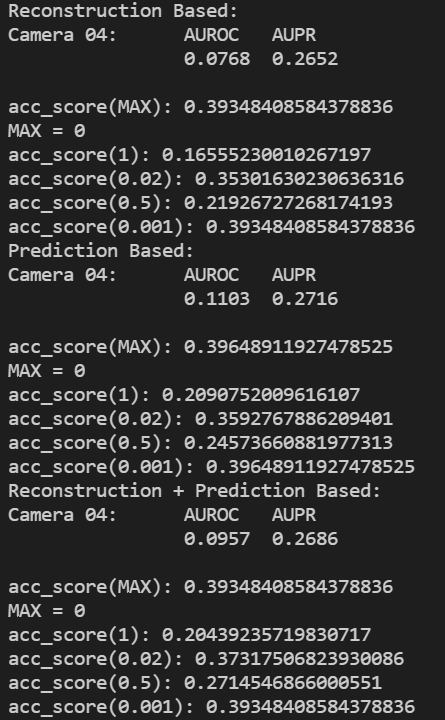 Reconstruction Based:
Camera 04: AUROC AUPR
0.0768 0.2652
acc_score(MAX): 0.39348408584378836
MAX = 0
acc_score(1): 0.16555230010267197
acc_score(0.02): 0.35301630230636316
acc_score(0.5): 0.21926727268174193
acc_score(0.001): 0.39348408584378836
Prediction Based:
Camera 04: AUROC AUPR
0.1103 0.2716
acc_score(MAX): 0.39648911927478525
MAX = 0
acc_score(1): 0.2090752009616107
acc_score(0.02): 0.3592767886209401
acc_score(0.5): 0.24573660881977313
acc_score(0.001): 0.39648911927478525
Reconstruction + Prediction Based:
Camera 04: AUROC AUPR
0.0957 0.2686
acc_score(MAX): 0.39348408584378836
MAX = 0
acc_score(1): 0.20439235719830717
acc_score(0.02): 0.37317506823930086
acc_score(0.5): 0.2714546866000551
acc_score(0.001): 0.39348408584378836